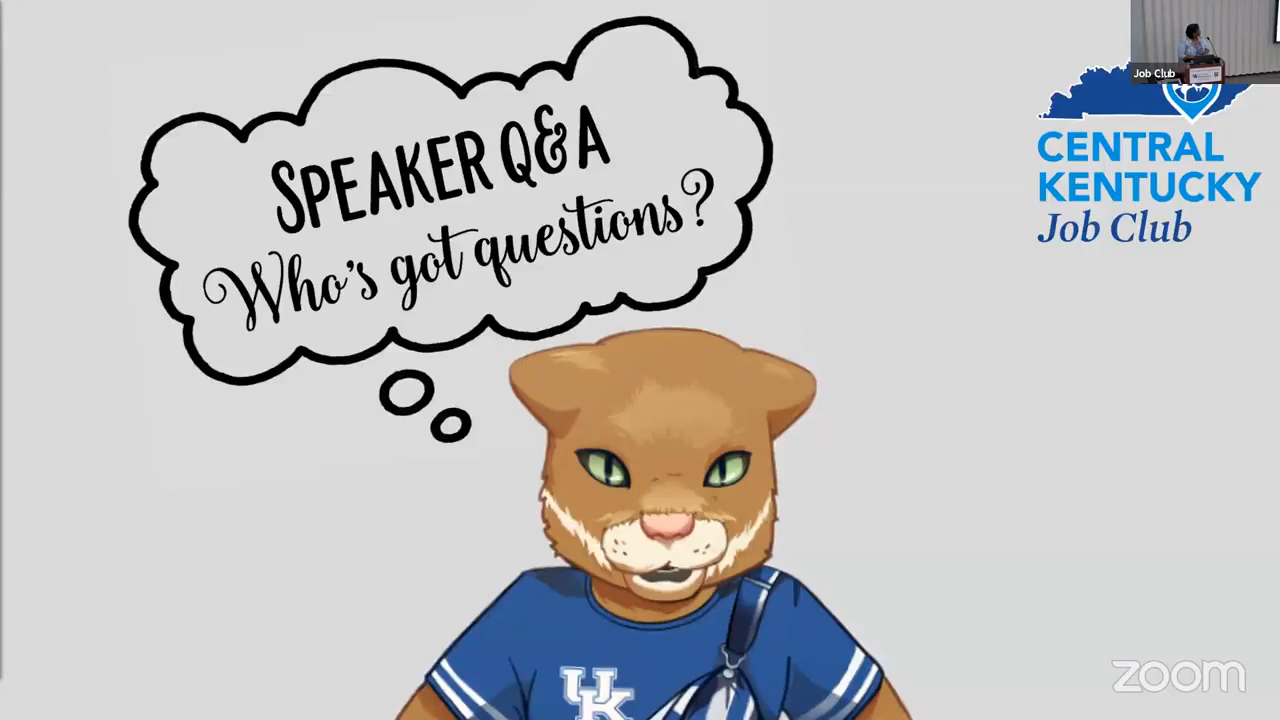 SPEAKER Q&A
Who's got questions?
Job Club
CENTRAL
KENTUCKY
Job Club
UK
zoom